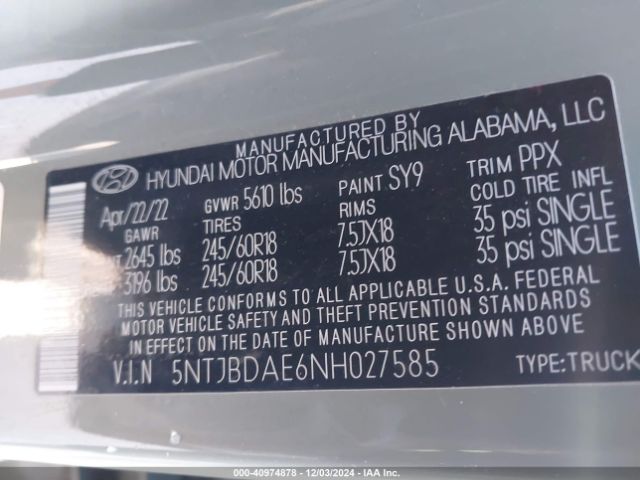 MANUFACTURED BY
HYUNDAI MOTOR MANUFACTURING ALABAMA, LLC
Apr/22/22 GVWR 5610 lbs PAINT SY9 TRIM PPX
GAWR TIRES RIMS COLD TIRE INFL
2645 lbs 245/60R18 7.5JX18 35 psi SINGLE
3196 lbs 245/60R18 7.5JX18 35 psi SINGLE
THIS VEHICLE CONFORMS TO ALL APPLICABLE U.S.A. FEDERAL
MOTOR VEHICLE SAFETY AND THEFT PREVENTION STANDARDS
IN EFFECT ON THE DATE OF MANUFACTURE SHOWN ABOVE
V.I.N 5NTJBDAE6NH027585 TYPE:TRUCK
000-40974878 - 12/03/2024 - IAA Inc.